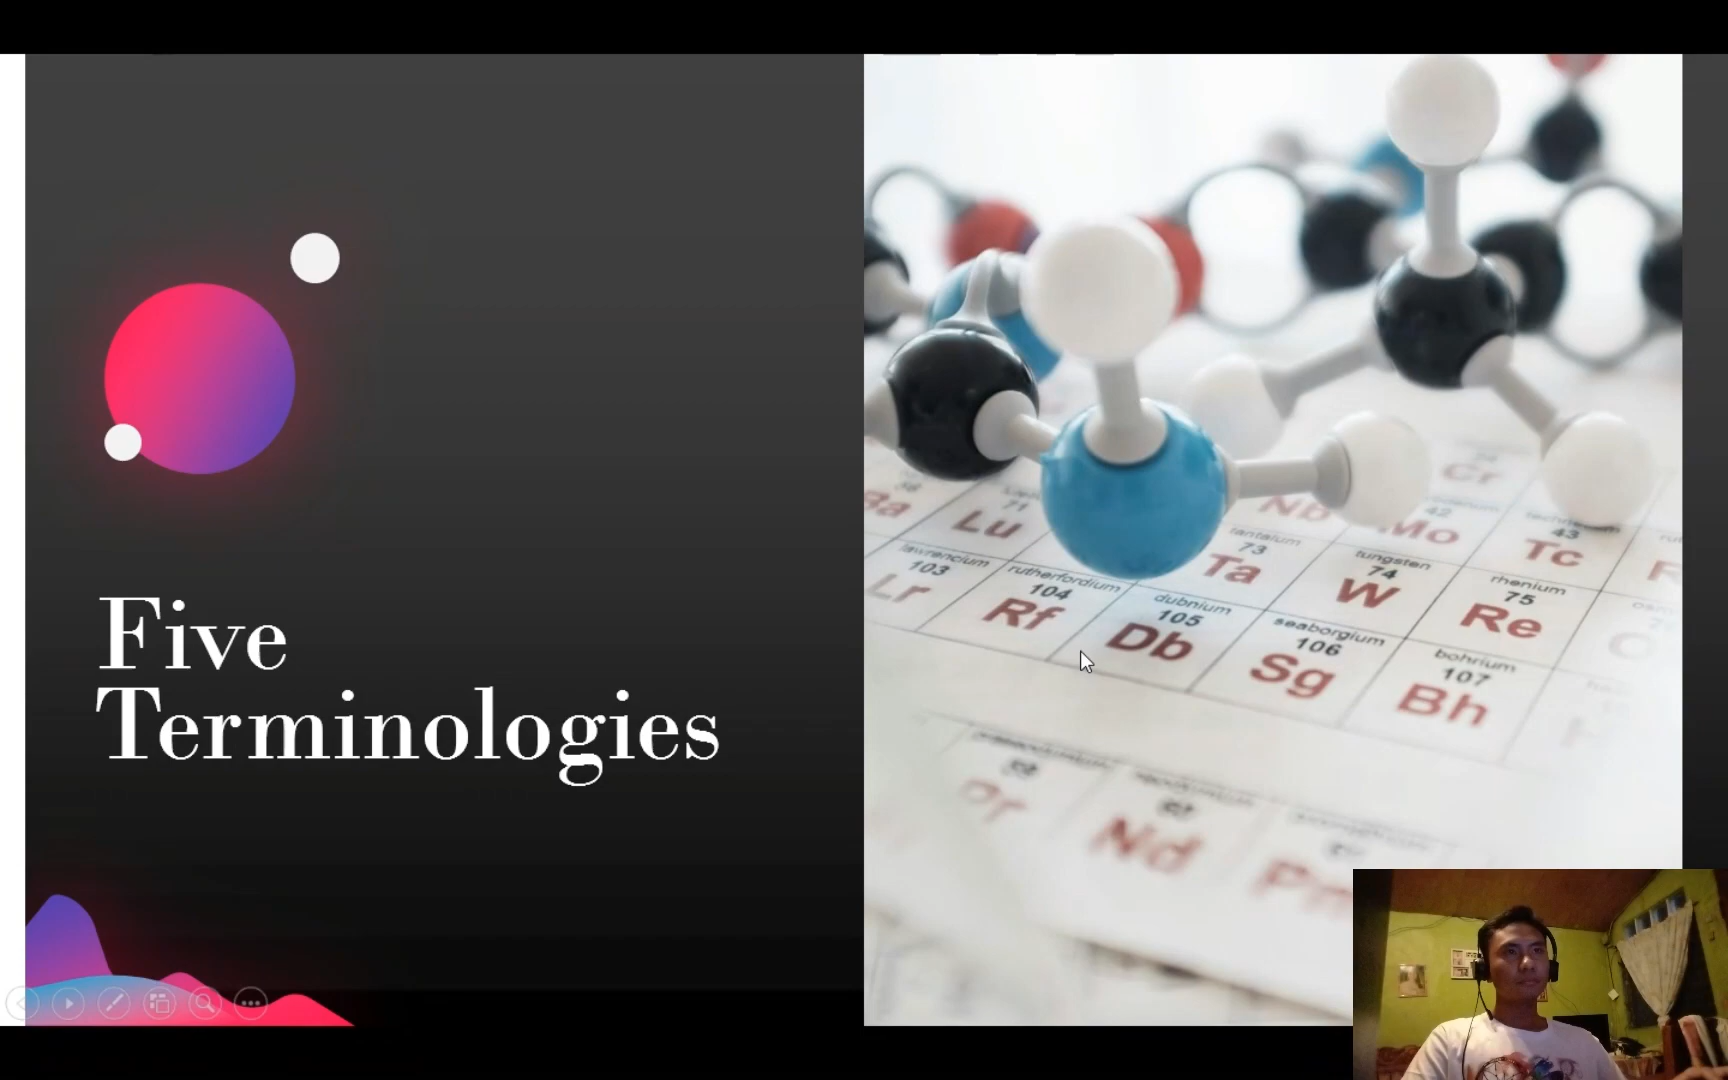 Five
Terminologies
Cr
71
Lu
Nb
42
Mo
43
Tc
tantalum
73
Ta
tungsten
74
W
rhenium
75
Re
lawrencium
103
Lr
rutherfordium
104
Rf
dubnium
105
Db
seaborgium
106
Sg
bohrium
107
Bh
Nd